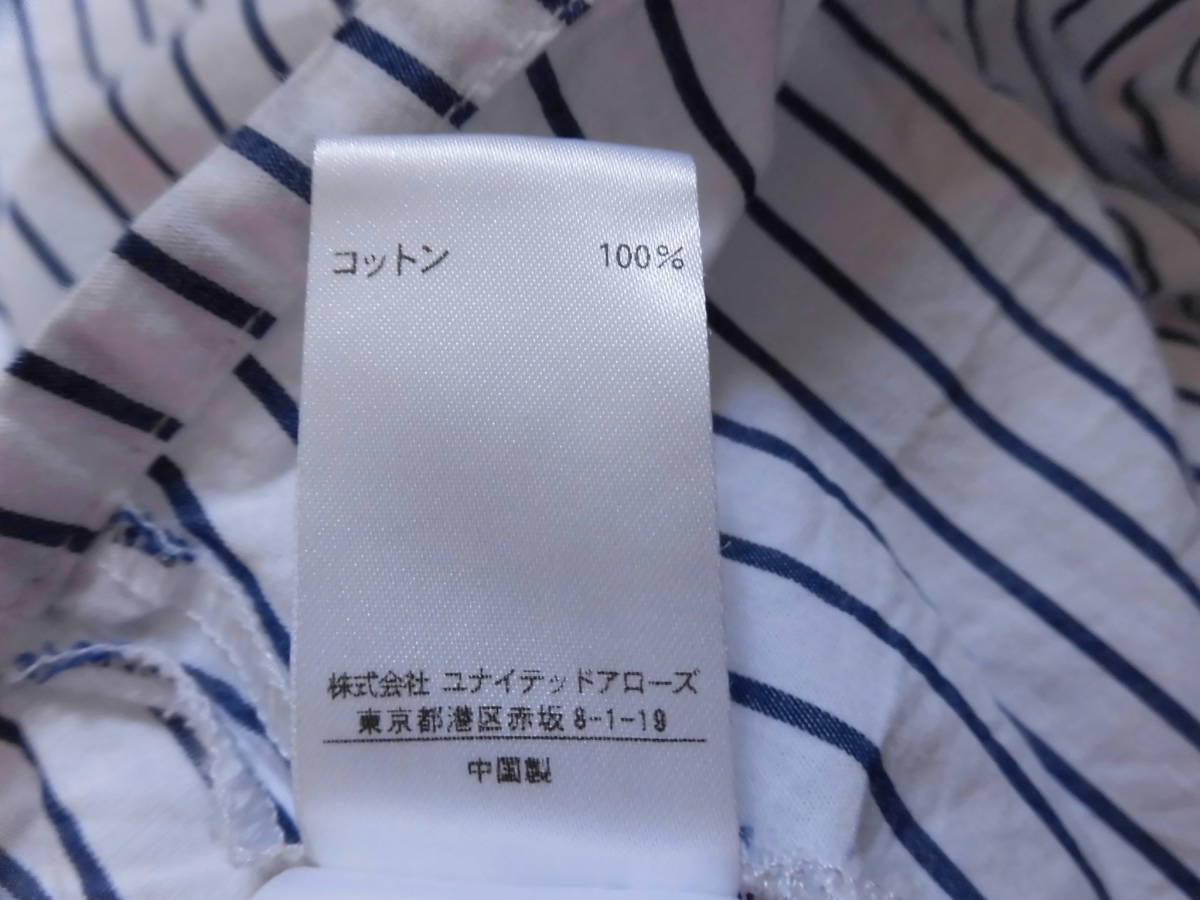 コットン 100%
株式会社 ユナイテッドアローズ
東京都港区赤坂8-1-19
中国製